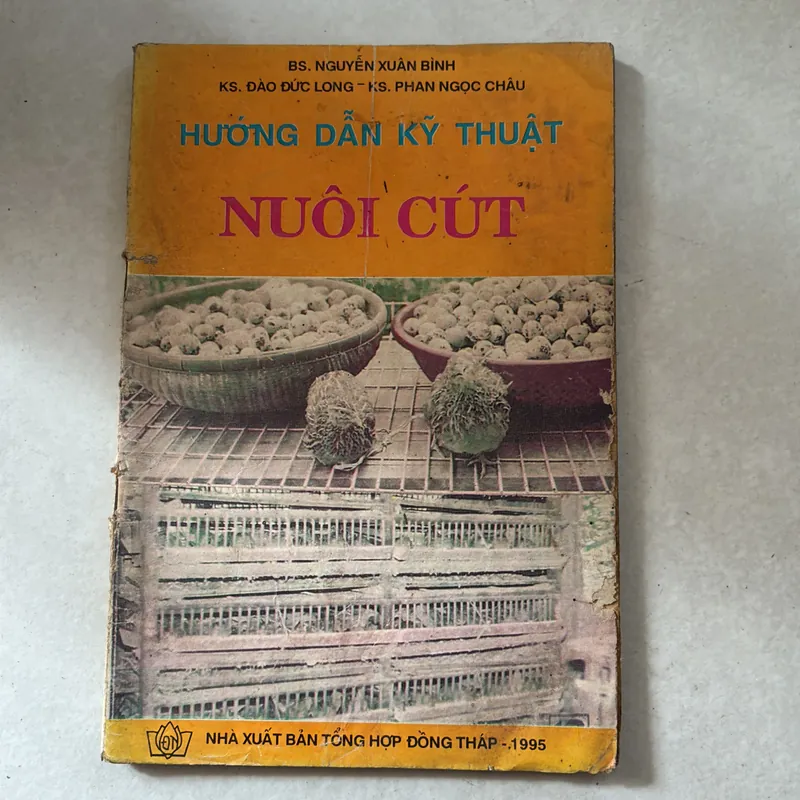 BS. NGUYỄN XUÂN BÌNH
KS. ĐÀO ĐỨC LONG – KS. PHAN NGỌC CHÂU
HƯỚNG DẪN KỸ THUẬT
NUÔI CÚT
NHÀ XUẤT BẢN TỔNG HỢP ĐỒNG THÁP -.1995